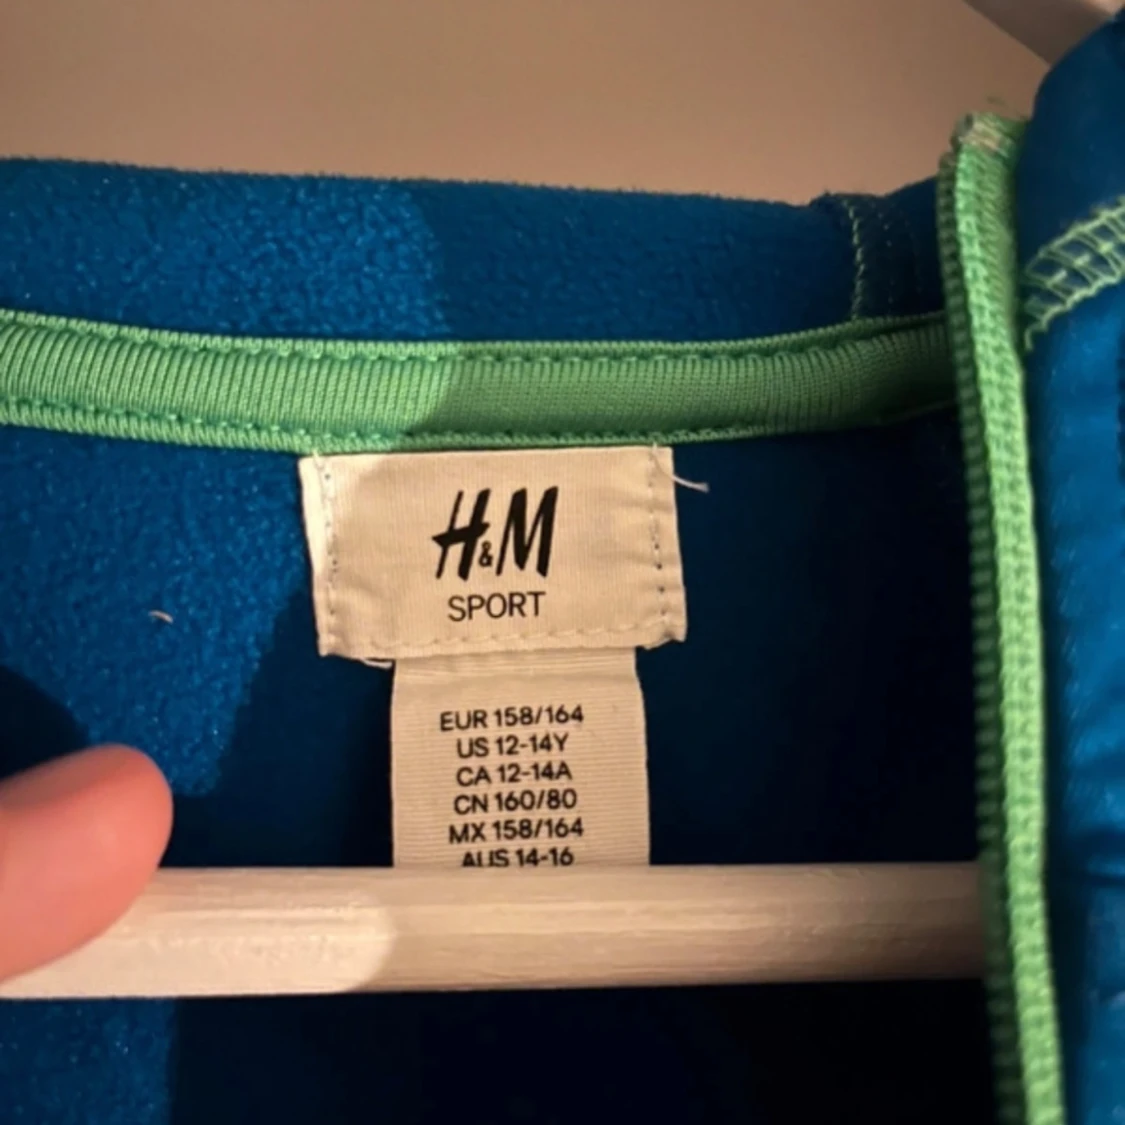 H&M
SPORT
EUR 158/164
US 12-14Y
CA 12-14A
CN 160/80
MX 158/164
AUS 14-16